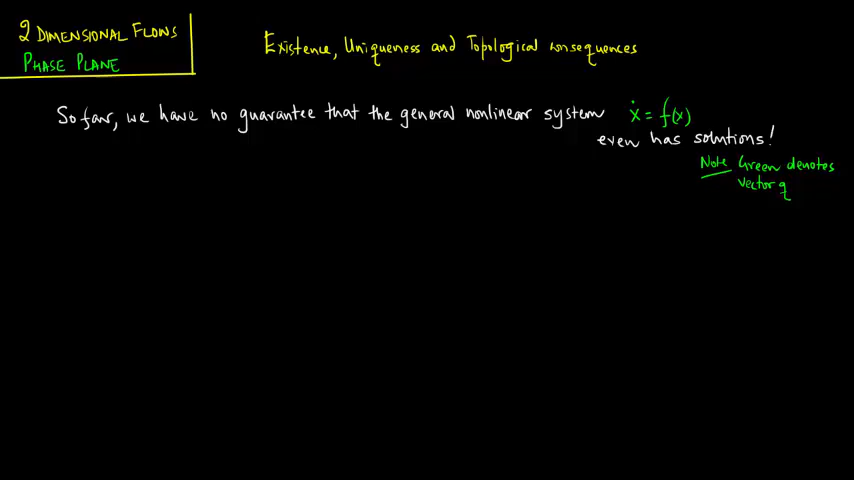 2 DIMENSIONAL FLOWS
PHASE PLANE
Existence, Uniqueness and Topological consequences
So far, we have no guarantee that the general nonlinear system ẋ = f(x)
even has solutions!
Note Green denotes
vector q